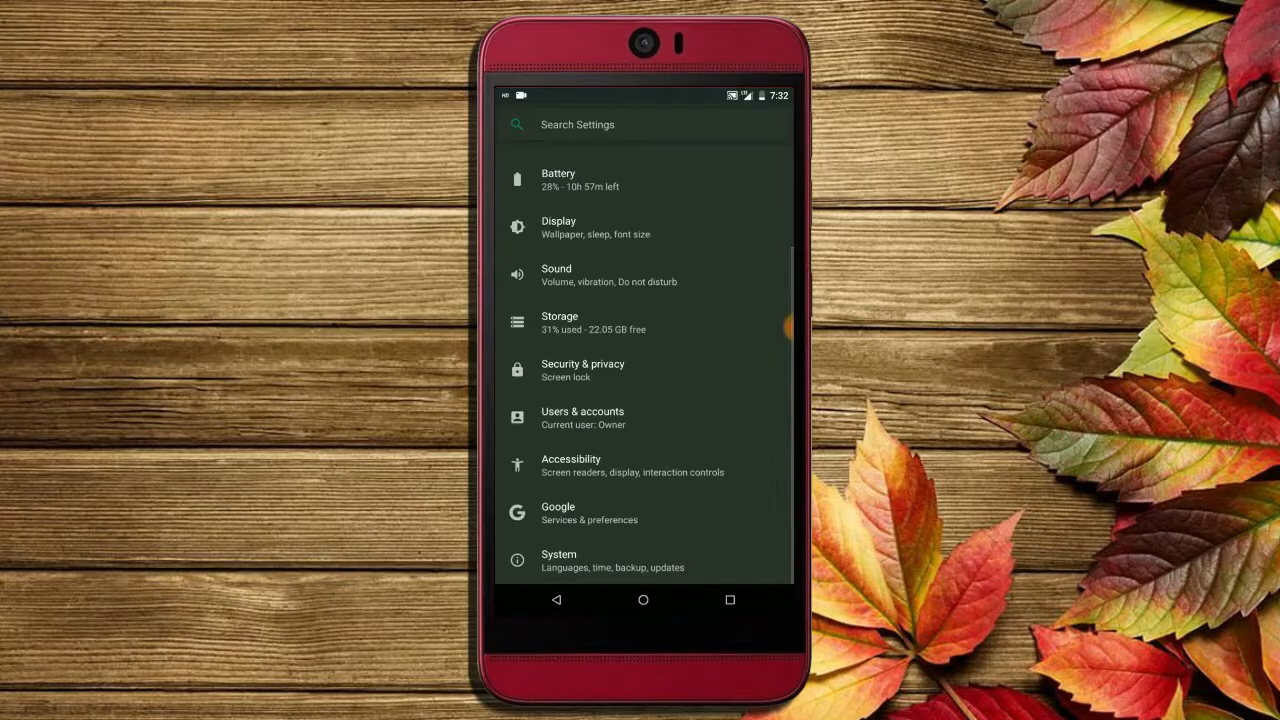 HD
LTE 7:32
Search Settings
Battery
28% - 10h 57m left
Display
Wallpaper, sleep, font size
Sound
Volume, vibration, Do not disturb
Storage
31% used - 22.05 GB free
Security & privacy
Screen lock
Users & accounts
Current user: Owner
Accessibility
Screen readers, display, interaction controls
Google
Services & preferences
System
Languages, time, backup, updates